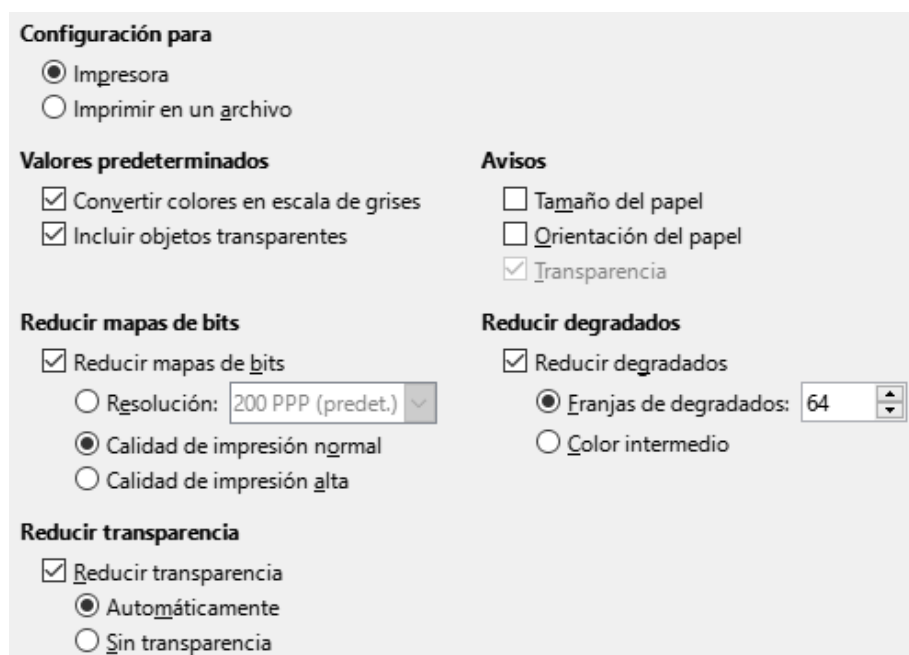 Configuración para
Impresora
Imprimir en un archivo
Valores predeterminados
Convertir colores en escala de grises
Incluir objetos transparentes
Avisos
Tamaño del papel
Orientación del papel
Transparencia
Reducir mapas de bits
Reducir mapas de bits
Resolución: 200 PPP (predet.)
Calidad de impresión normal
Calidad de impresión alta
Reducir degradados
Reducir degradados
Franjas de degradados: 64
Color intermedio
Reducir transparencia
Reducir transparencia
Automáticamente
Sin transparencia